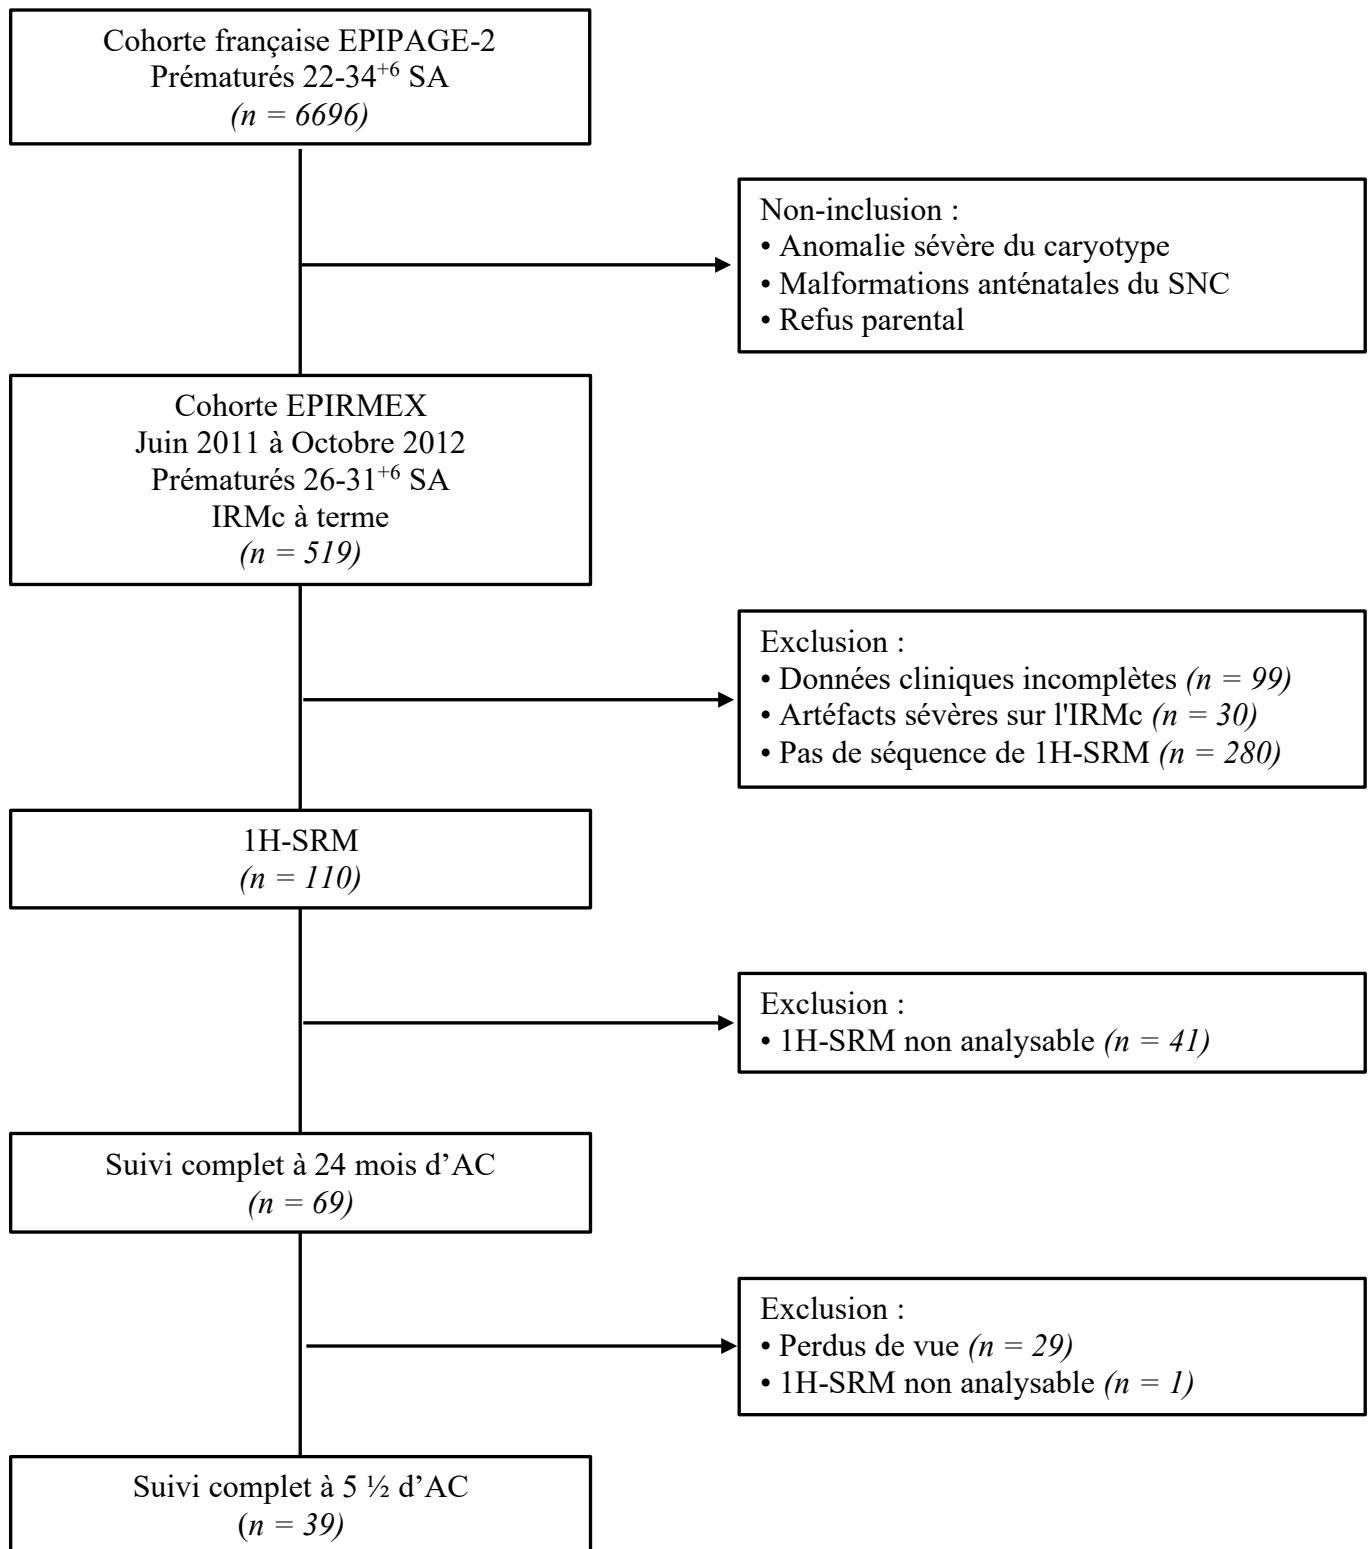 Cohorte française EPIPAGE-2
Prématurés 22-34⁺⁶ SA
(n = 6696)
Non-inclusion :
• Anomalie sévère du caryotype
• Malformations anténatales du SNC
• Refus parental
Cohorte EPIRMEX
Juin 2011 à Octobre 2012
Prématurés 26-31⁺⁶ SA
IRMc à terme
(n = 519)
Exclusion :
• Données cliniques incomplètes (n = 99)
• Artéfacts sévères sur l'IRMc (n = 30)
• Pas de séquence de 1H-SRM (n = 280)
1H-SRM
(n = 110)
Exclusion :
• 1H-SRM non analysable (n = 41)
Suivi complet à 24 mois d’AC
(n = 69)
Exclusion :
• Perdus de vue (n = 29)
• 1H-SRM non analysable (n = 1)
Suivi complet à 5 ½ d’AC
(n = 39)